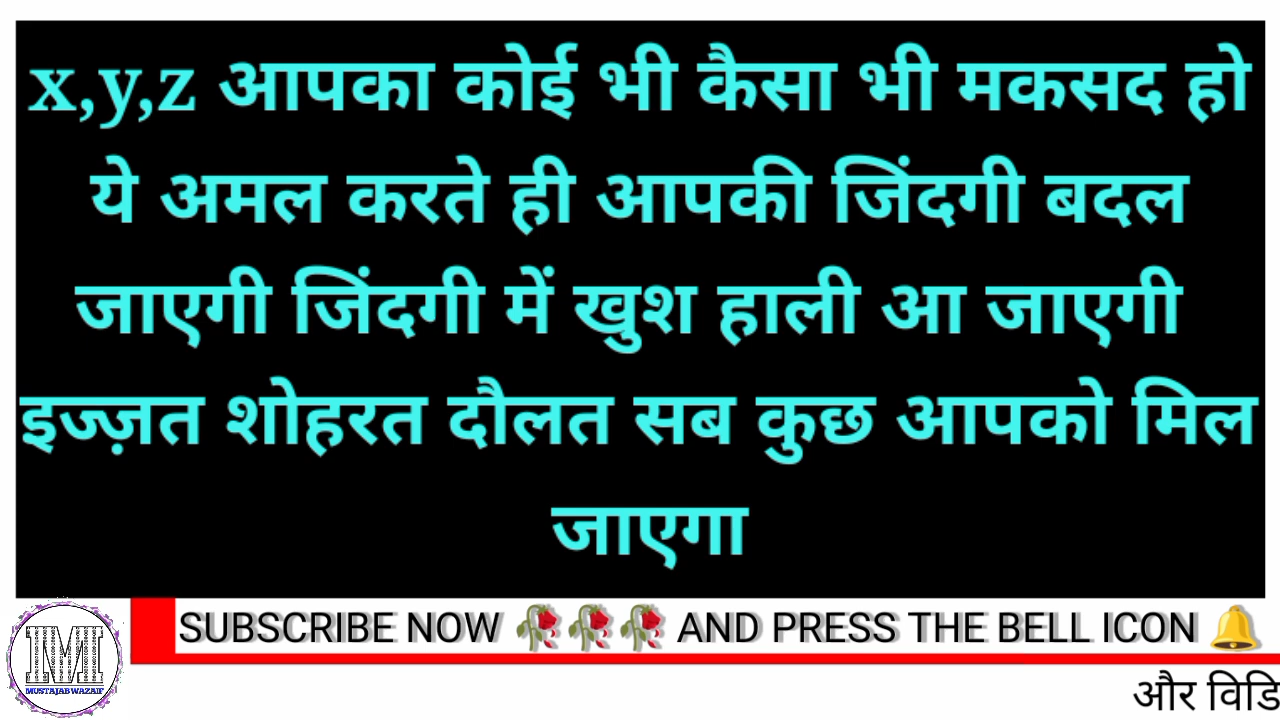 x,y,z आपका कोई भी कैसा भी मकसद हो
ये अमल करते ही आपकी जिंदगी बदल
जाएगी जिंदगी में खुश हाली आ जाएगी
इज्ज़त शोहरत दौलत सब कुछ आपको मिल
जाएगा
SUBSCRIBE NOW 🥀🥀🥀 AND PRESS THE BELL ICON 🔔
MUSTAJAB WAZAIF
और विडि